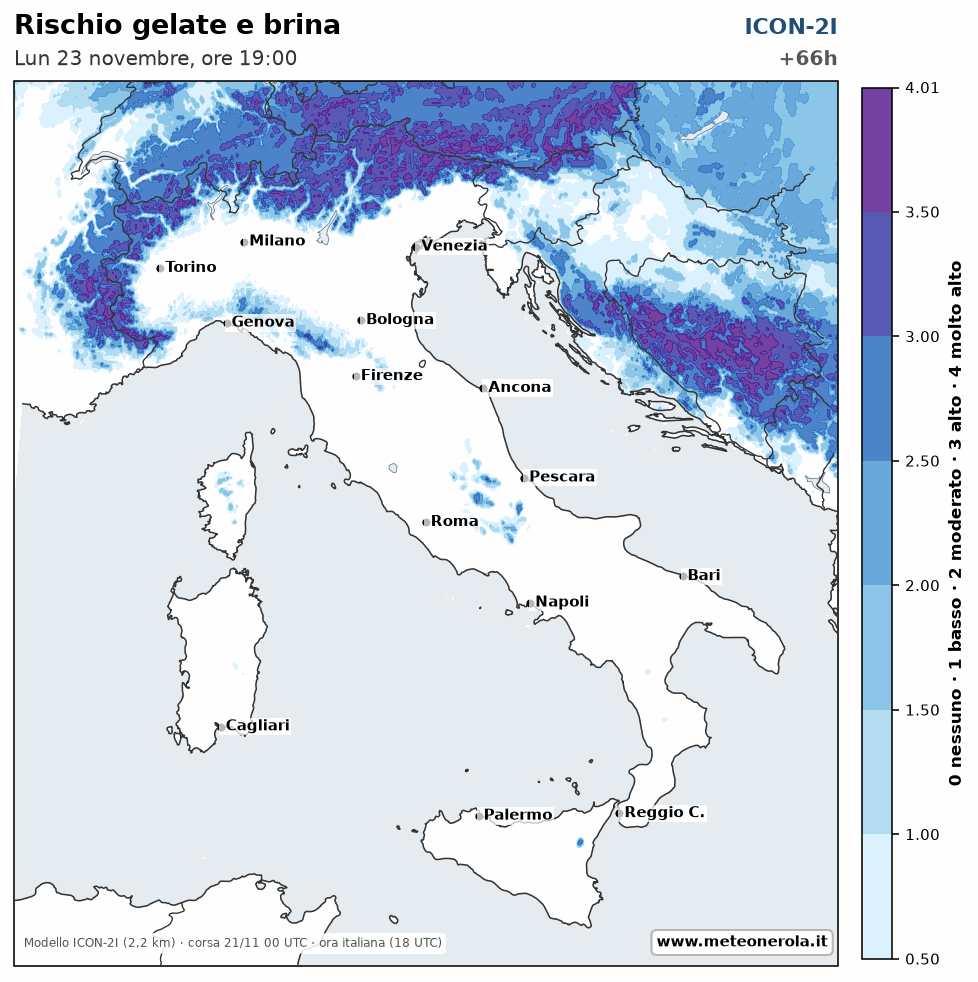 Rischio gelate e brina
ICON-2I
Lun 23 novembre, ore 19:00
+66h
4.01
3.50
3.00
2.50
2.00
1.50
1.00
0.50
0 nessuno · 1 basso · 2 moderato · 3 alto · 4 molto alto
Milano
Venezia
Torino
Genova
Bologna
Firenze
Ancona
Pescara
Roma
Bari
Napoli
Cagliari
Palermo
Reggio C.
Modello ICON-2I (2,2 km) · corsa 21/11 00 UTC · ora italiana (18 UTC)
www.meteonerola.it